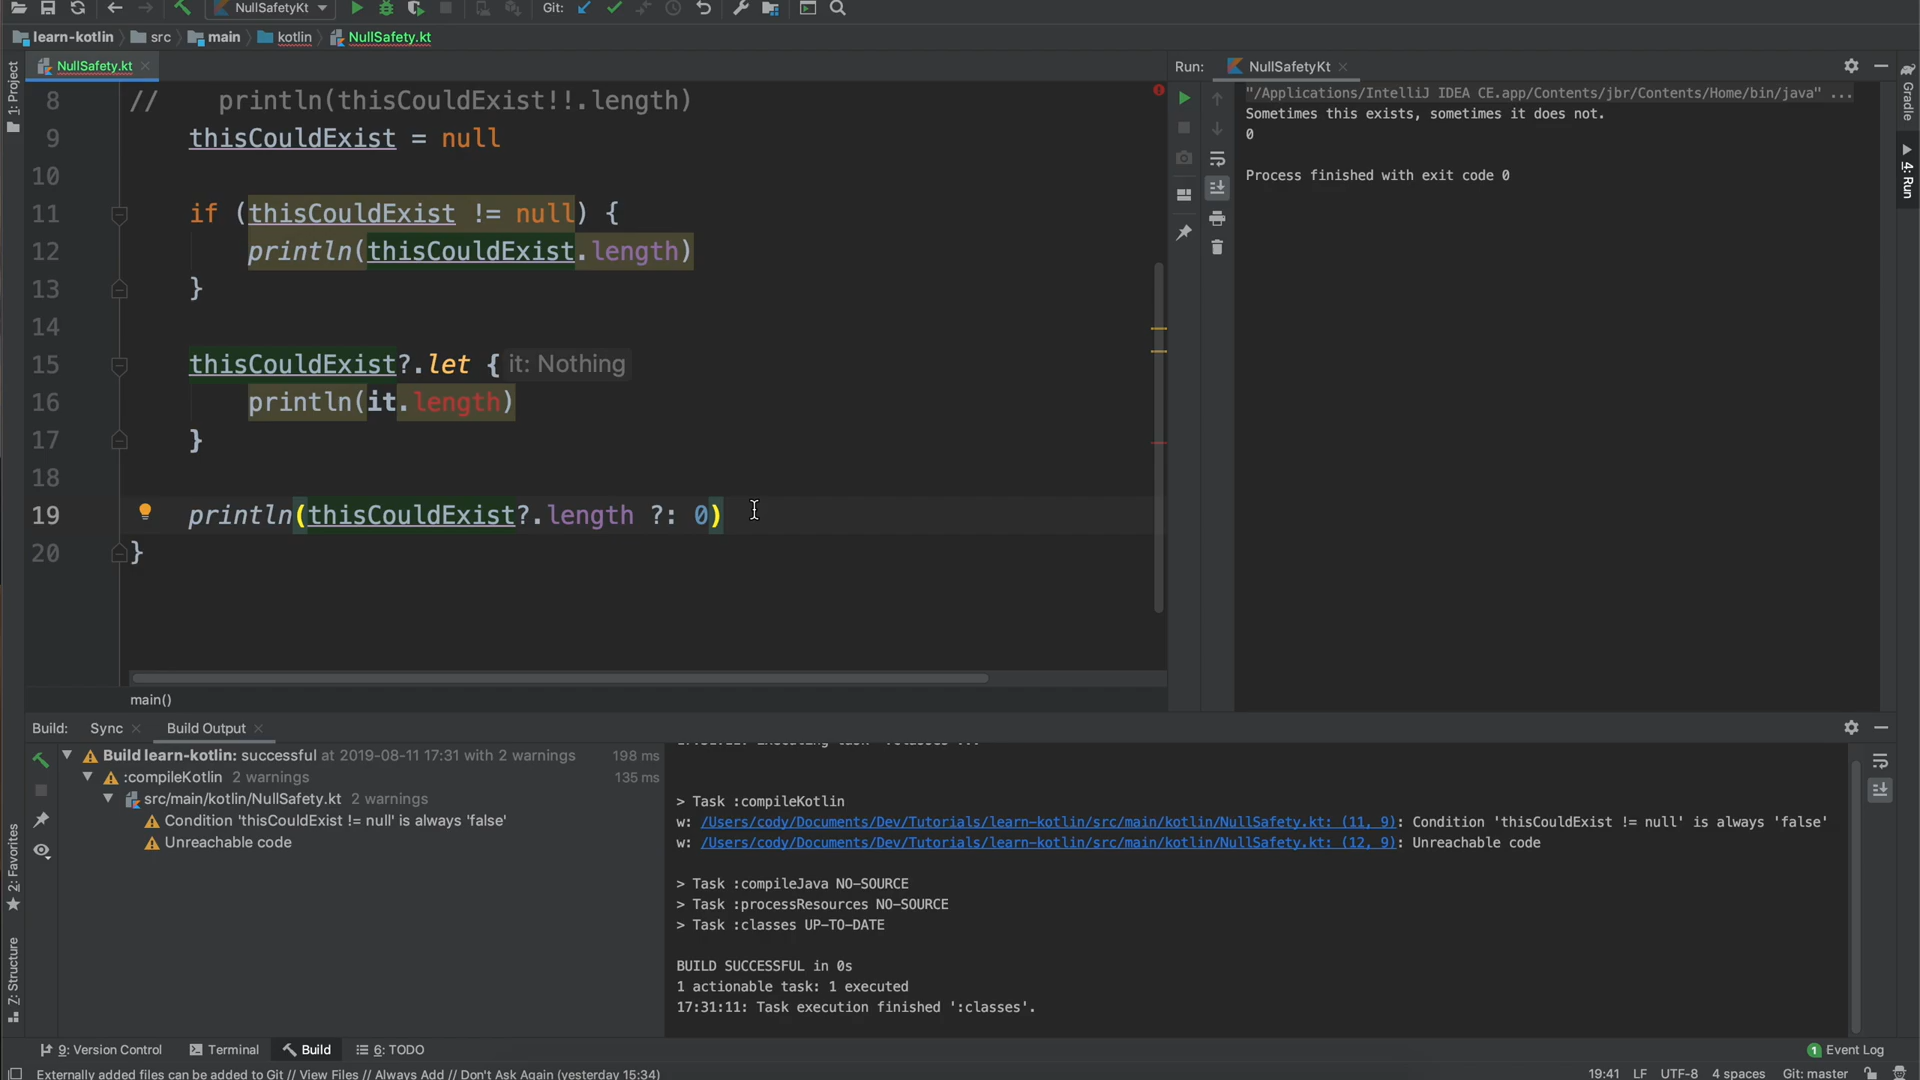 NullSafetyKt
Git:
learn-kotlin
src
main
kotlin
NullSafety.kt
1: Project
NullSafety.kt
8 // println(thisCouldExist!!.length)
9 thisCouldExist = null
10
11 if (thisCouldExist != null) {
12 println(thisCouldExist.length)
13 }
14
15 thisCouldExist?.let { it: Nothing
16 println(it.length)
17 }
18
19 println(thisCouldExist?.length ?: 0)
20 }
main()
Run: NullSafetyKt
"/Applications/IntelliJ IDEA CE.app/Contents/jbr/Contents/Home/bin/java" ...
Sometimes this exists, sometimes it does not.
0
Process finished with exit code 0
Gradle
4: Run
Build: Sync Build Output
Build learn-kotlin: successful at 2019-08-11 17:31 with 2 warnings 198 ms
:compileKotlin 2 warnings 135 ms
src/main/kotlin/NullSafety.kt 2 warnings
Condition 'thisCouldExist != null' is always 'false'
Unreachable code
> Task :compileKotlin
w: /Users/cody/Documents/Dev/Tutorials/learn-kotlin/src/main/kotlin/NullSafety.kt: (11, 9): Condition 'thisCouldExist != null' is always 'false'
w: /Users/cody/Documents/Dev/Tutorials/learn-kotlin/src/main/kotlin/NullSafety.kt: (12, 9): Unreachable code
> Task :compileJava NO-SOURCE
> Task :processResources NO-SOURCE
> Task :classes UP-TO-DATE
BUILD SUCCESSFUL in 0s
1 actionable task: 1 executed
17:31:11: Task execution finished ':classes'.
2: Favorites
7: Structure
9: Version Control
Terminal
Build
6: TODO
1 Event Log
Externally added files can be added to Git // View Files // Always Add // Don't Ask Again (yesterday 15:34)
19:41 LF UTF-8 4 spaces Git: master